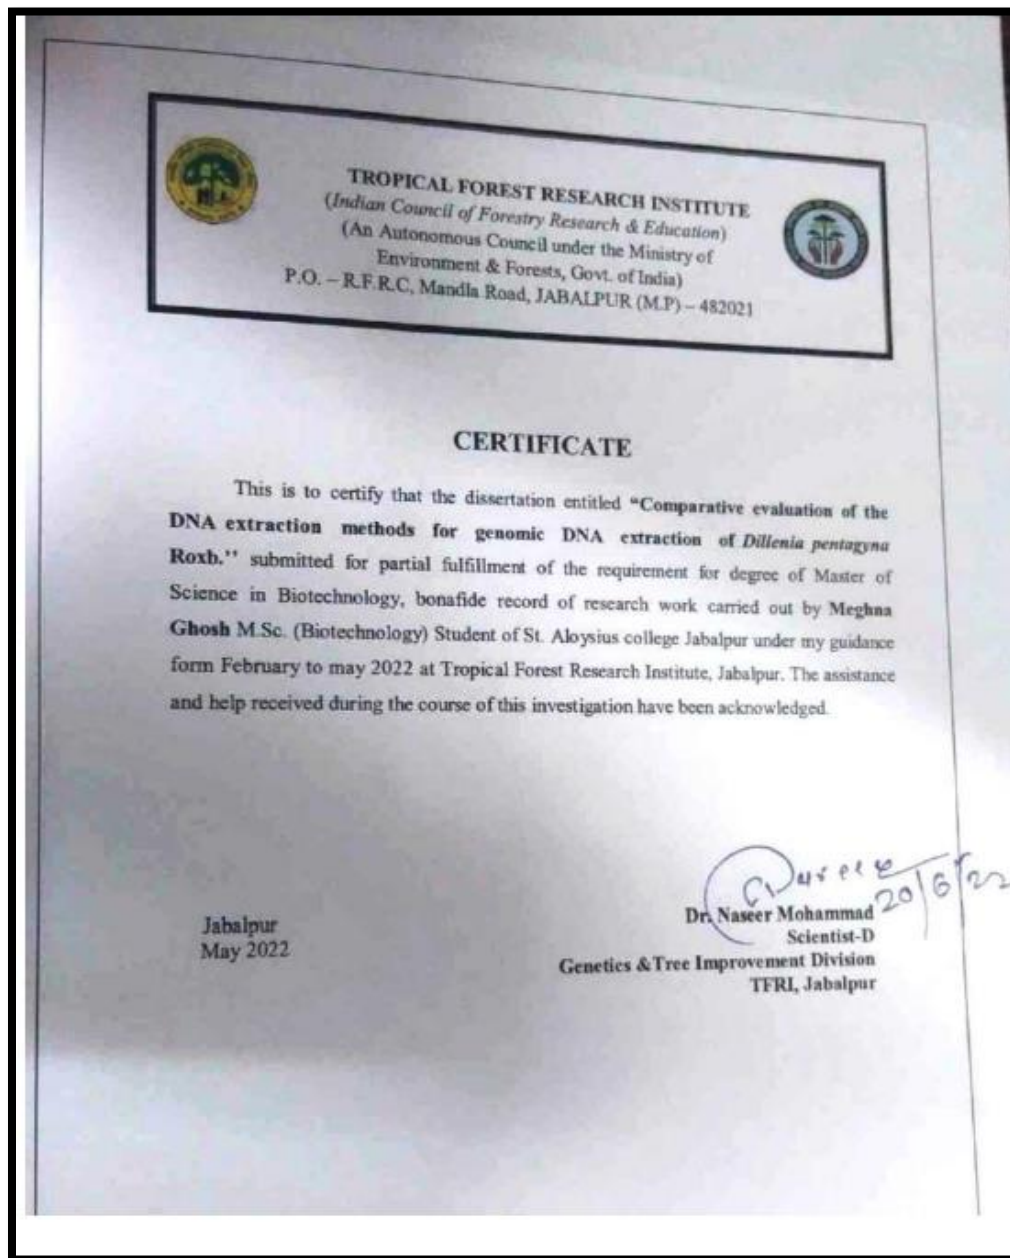 TROPICAL FOREST RESEARCH INSTITUTE
(Indian Council of Forestry Research & Education)
(An Autonomous Council under the Ministry of
Environment & Forests, Govt. of India)
P.O. – R.F.R.C, Mandla Road, JABALPUR (M.P) – 482021
CERTIFICATE
This is to certify that the dissertation entitled “Comparative evaluation of the
DNA extraction methods for genomic DNA extraction of Dillenia pentagyna
Roxb.’’ submitted for partial fulfillment of the requirement for degree of Master of
Science in Biotechnology, bonafide record of research work carried out by Meghna
Ghosh M.Sc. (Biotechnology) Student of St. Aloysius college Jabalpur under my guidance
form February to may 2022 at Tropical Forest Research Institute, Jabalpur. The assistance
and help received during the course of this investigation have been acknowledged.
20/6/22
Jabalpur
May 2022
Dr. Naseer Mohammad
Scientist-D
Genetics & Tree Improvement Division
TFRI, Jabalpur